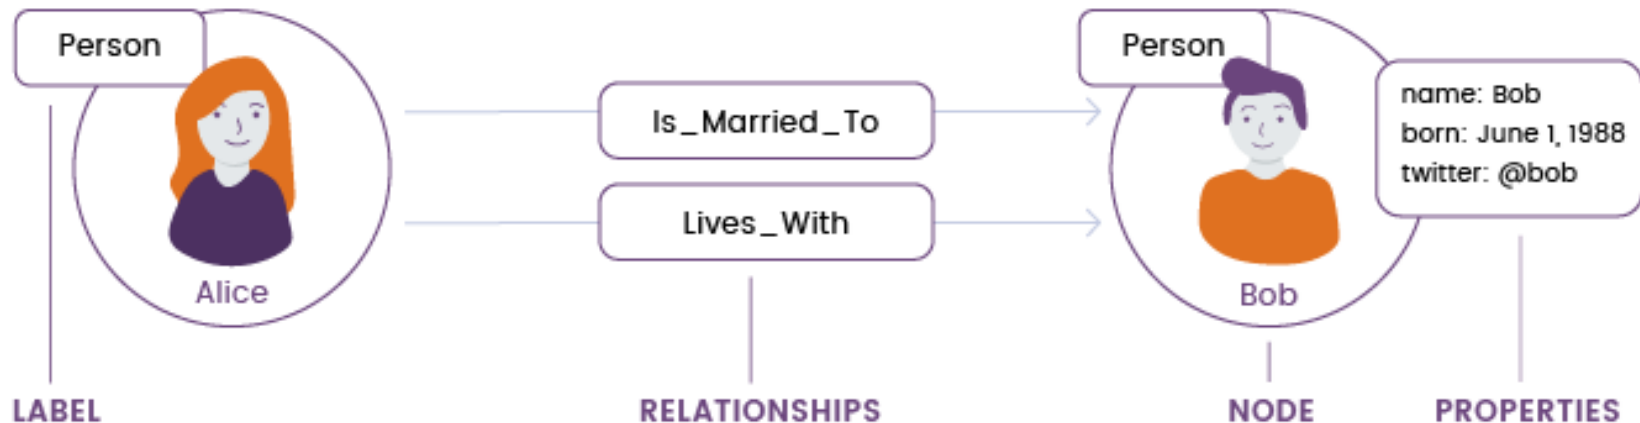 Person
Alice
Is_Married_To
Lives_With
Person
name: Bob
born: June 1, 1988
twitter: @bob
Bob
LABEL
RELATIONSHIPS
NODE
PROPERTIES